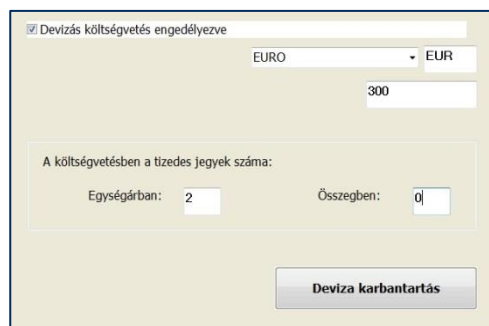 Devizás költségvetés engedélyezve
EURO EUR
300
A költségvetésben a tizedes jegyek száma:
Egységárban: 2 Összegben: 0
Deviza karbantartás